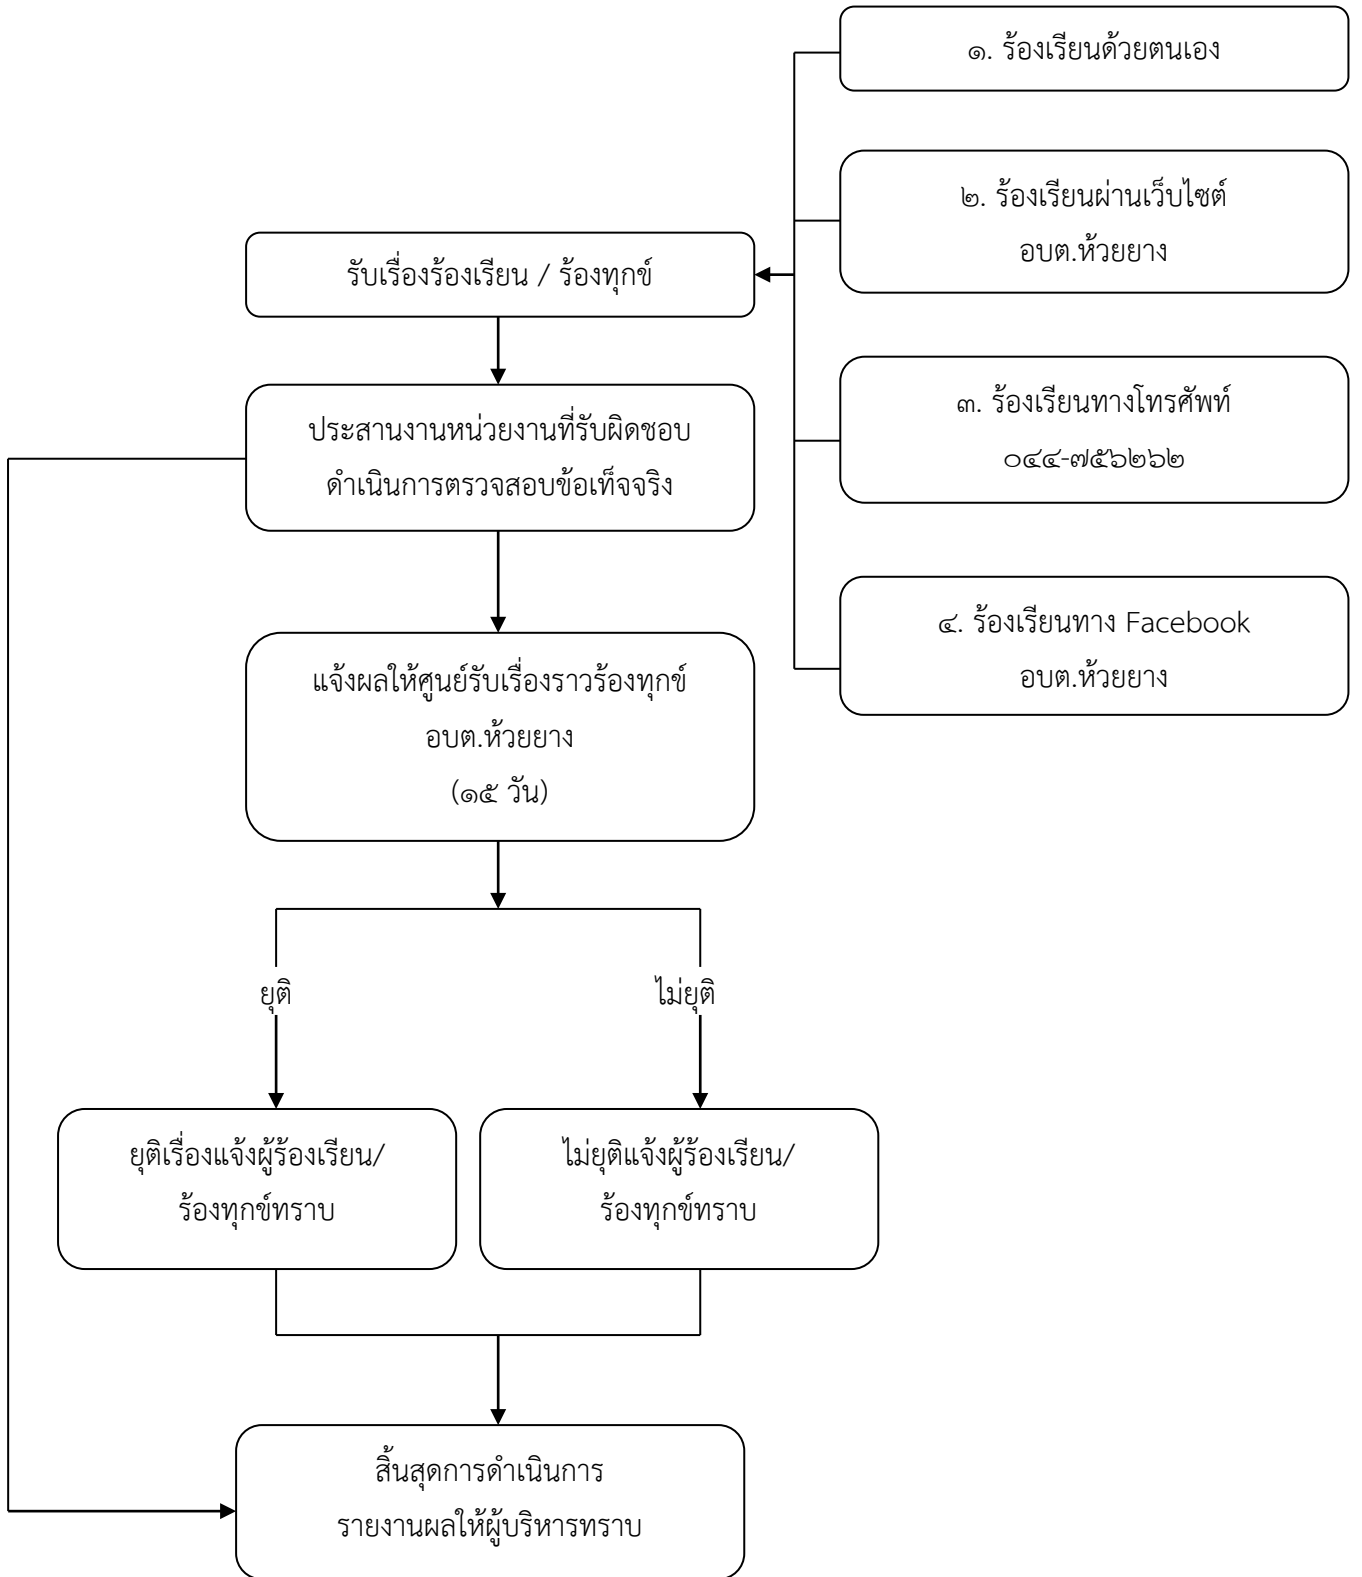 ๑. ร้องเรียนด้วยตนเอง
๒. ร้องเรียนผ่านเว็บไซต์
อบต.ห้วยยาง
รับเรื่องร้องเรียน / ร้องทุกข์
๓. ร้องเรียนทางโทรศัพท์
๐๔๔-๗๕๖๒๖๒
ประสานงานหน่วยงานที่รับผิดชอบ
ดำเนินการตรวจสอบข้อเท็จจริง
๔. ร้องเรียนทาง Facebook
อบต.ห้วยยาง
แจ้งผลให้ศูนย์รับเรื่องราวร้องทุกข์
อบต.ห้วยยาง
(๑๕ วัน)
ยุติ
ไม่ยุติ
ยุติเรื่องแจ้งผู้ร้องเรียน/
ร้องทุกข์ทราบ
ไม่ยุติแจ้งผู้ร้องเรียน/
ร้องทุกข์ทราบ
สิ้นสุดการดำเนินการ
รายงานผลให้ผู้บริหารทราบ